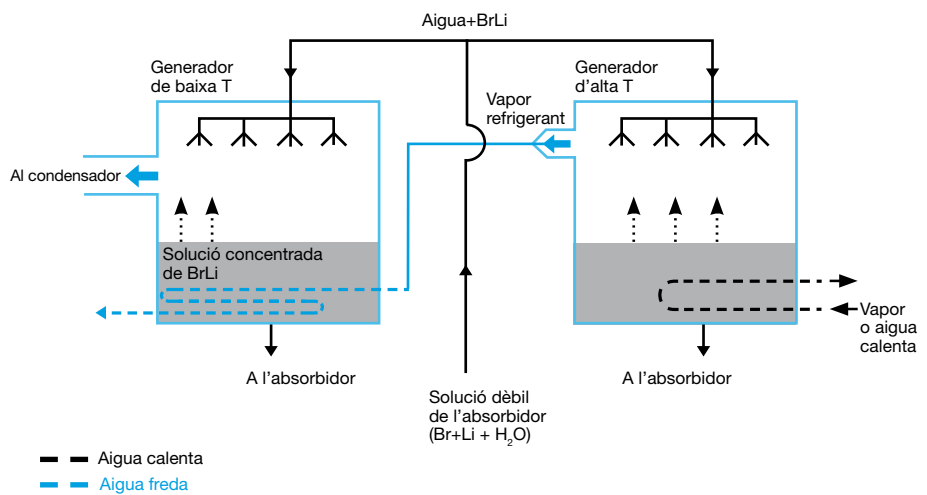 Aigua+BrLi
Generador
de baixa T
Generador
d'alta T
Vapor
refrigerant
Al condensador
Solució concentrada
de BrLi
Vapor
o aigua
calenta
A l'absorbidor
A l'absorbidor
Solució dèbil
de l'absorbidor
(Br+Li + H₂O)
Aigua calenta
Aigua freda